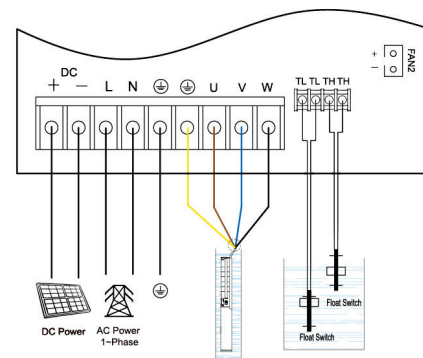 DC
+ − L N ⏚ ⏚ U V W
TL TL TH TH
+
−
FAN2
DC Power
AC Power
1~Phase
⏚
Float Switch
Float Switch